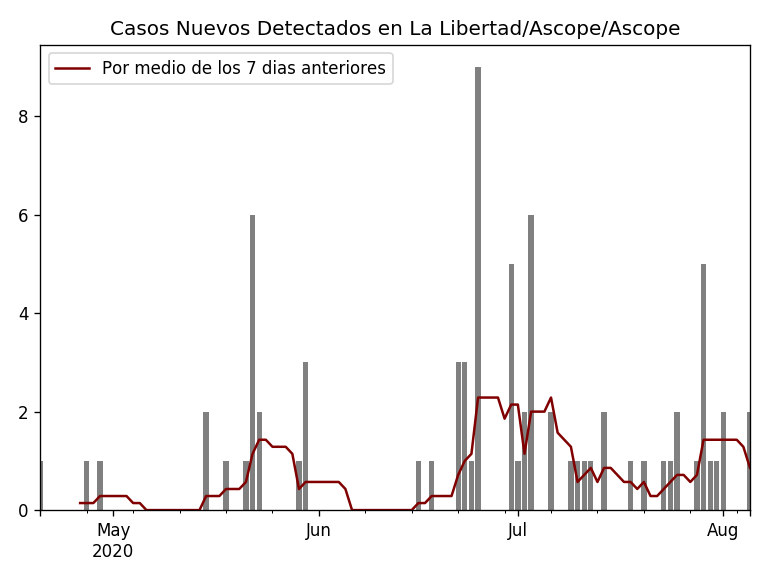 Casos Nuevos Detectados en La Libertad/Ascope/Ascope
Por medio de los 7 dias anteriores
8
6
4
2
0
May Jun Jul Aug
2020